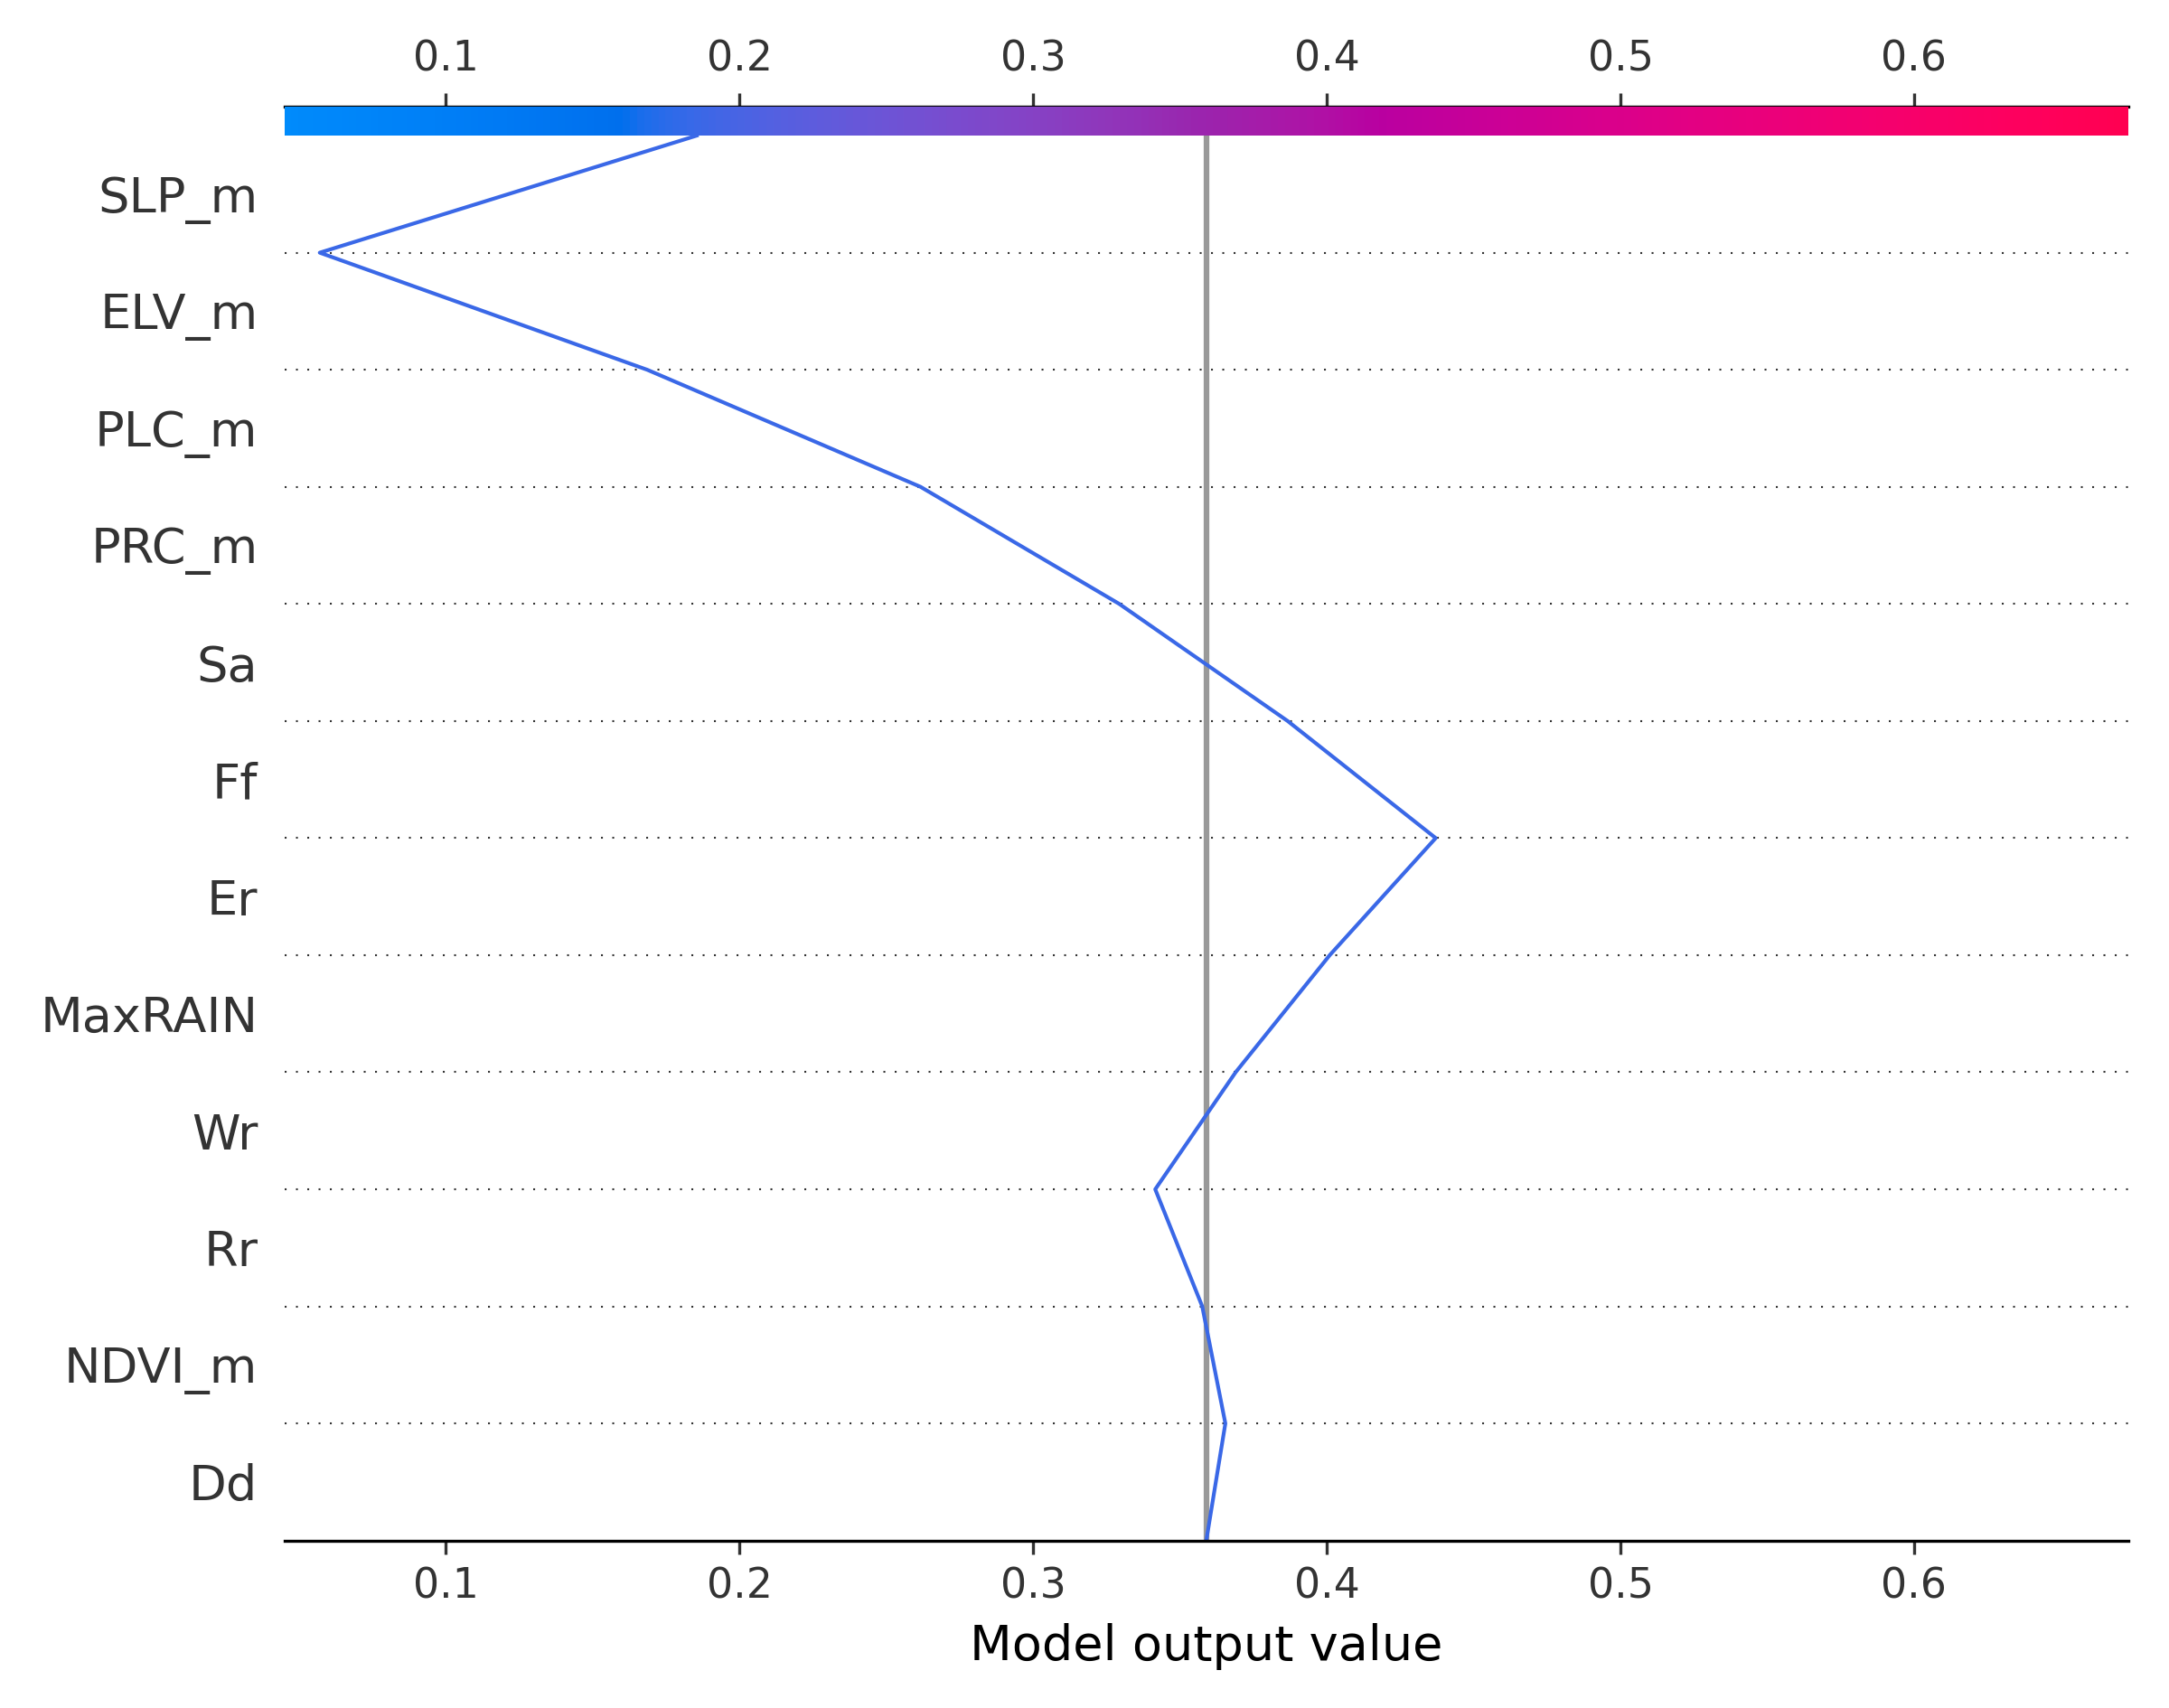 0.1 0.2 0.3 0.4 0.5 0.6
SLP_m
ELV_m
PLC_m
PRC_m
Sa
Ff
Er
MaxRAIN
Wr
Rr
NDVI_m
Dd
0.1 0.2 0.3 0.4 0.5 0.6
Model output value